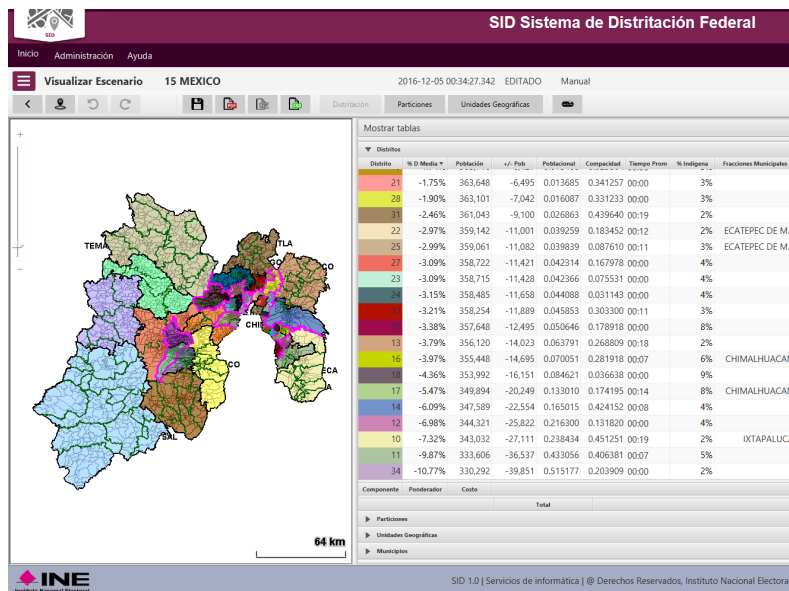 SID Sistema de Distritación Federal
SID
Inicio Administración Ayuda
Visualizar Escenario 15 MEXICO 2016-12-05 00:34:27.342 EDITADO Manual
Distritación Particiones Unidades Geográficas
Mostrar tablas
Distritos
Distrito % D Media ▾ Población +/- Pob Poblacional Compacidad Tiempo Prom % Indigena Fracciones Municipales
21 -1.75% 363,648 -6,495 0.013685 0.341257 00:00 3%
28 -1.90% 363,101 -7,042 0.016087 0.331233 00:00 3%
31 -2.46% 361,043 -9,100 0.026863 0.439640 00:19 2%
22 -2.97% 359,142 -11,001 0.039259 0.183452 00:12 2% ECATEPEC DE M
25 -2.99% 359,061 -11,082 0.039839 0.087610 00:11 3% ECATEPEC DE M
27 -3.09% 358,722 -11,421 0.042314 0.167978 00:00 4%
23 -3.09% 358,715 -11,428 0.042366 0.075531 00:00 4%
24 -3.15% 358,485 -11,658 0.044088 0.031143 00:00 4%
-3.21% 358,254 -11,889 0.045853 0.303300 00:11 3%
-3.38% 357,648 -12,495 0.050646 0.178918 00:00 8%
13 -3.79% 356,120 -14,023 0.063791 0.268809 00:18 2%
16 -3.97% 355,448 -14,695 0.070051 0.281918 00:07 6% CHIMALHUACAN
18 -4.36% 353,992 -16,151 0.084621 0.036638 00:00 9%
17 -5.47% 349,894 -20,249 0.133010 0.174195 00:14 8% CHIMALHUACAN
14 -6.09% 347,589 -22,554 0.165015 0.424152 00:08 4%
12 -6.98% 344,321 -25,822 0.216300 0.131820 00:00 4%
10 -7.32% 343,032 -27,111 0.238434 0.451251 00:19 2% IXTAPALUCA
11 -9.87% 333,606 -36,537 0.433056 0.406381 00:07 5%
34 -10.77% 330,292 -39,851 0.515177 0.203909 00:00 2%
Componente Ponderador Costo
Total
Particiones
Unidades Geográficas
Municipios
TEMA
TLA
GO
CO
CHI
CO
ECA
A
SAL
64 km
INE
Instituto Nacional Electoral
SID 1.0 | Servicios de informática | @ Derechos Reservados, Instituto Nacional Electora